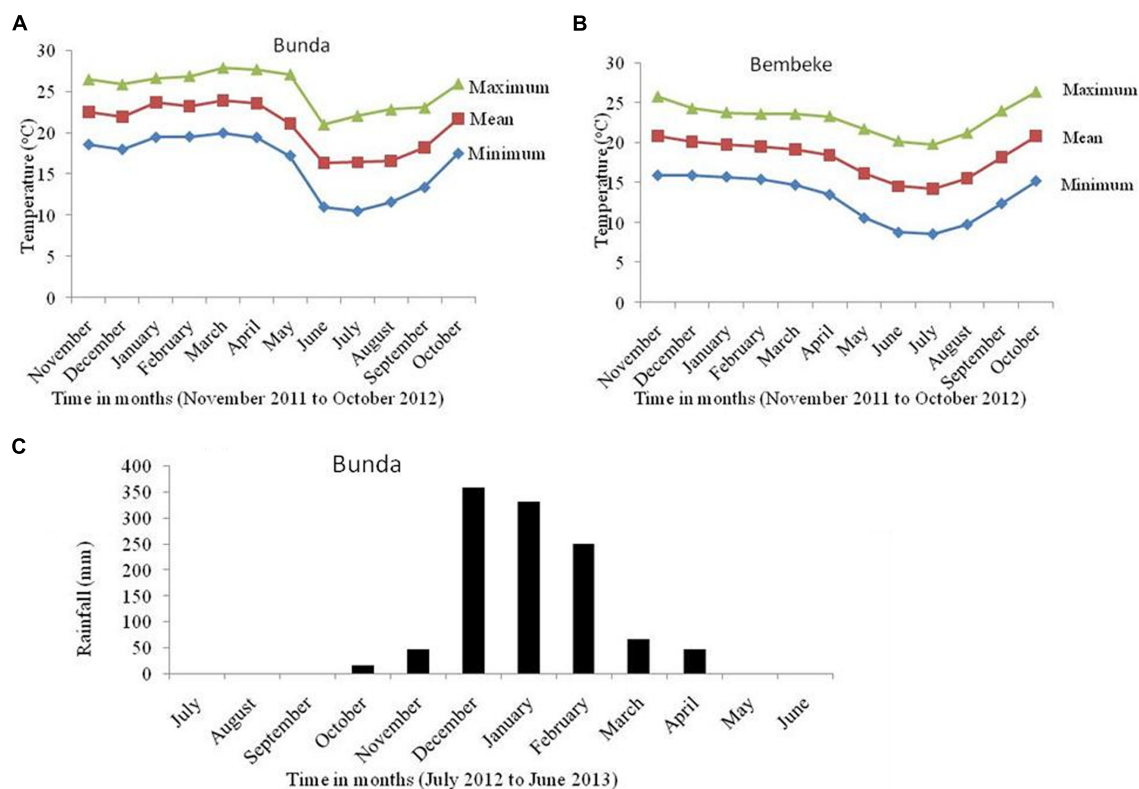 A
Bunda
30
25
20
15
10
5
0
Temperature (°C)
Maximum
Mean
Minimum
November
December
January
February
March
April
May
June
July
August
September
October
Time in months (November 2011 to October 2012)
B
Bembeke
30
25
20
15
10
5
0
Temperature (°C)
Maximum
Mean
Minimum
November
December
January
February
March
April
May
June
July
August
September
October
Time in months (November 2011 to October 2012)
C
Bunda
400
350
300
250
200
150
100
50
0
Rainfall (mm)
July
August
September
October
November
December
January
February
March
April
May
June
Time in months (July 2012 to June 2013)